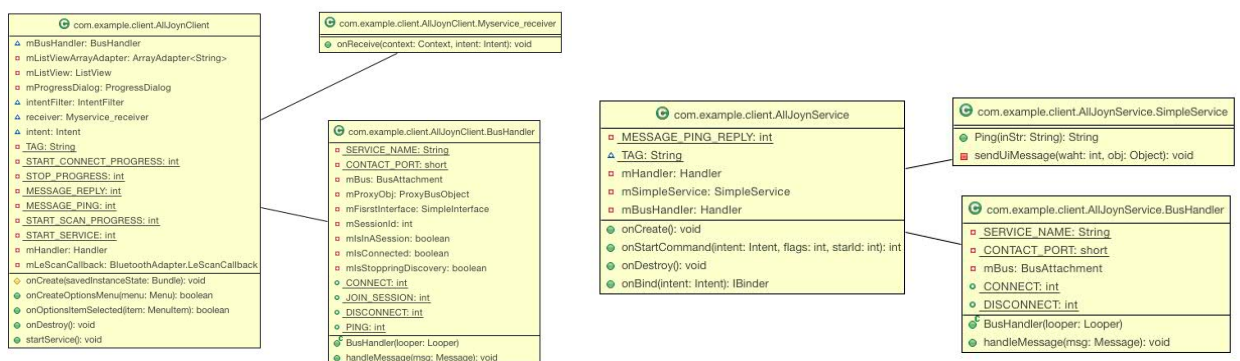 com.example.client.AllJoynClient
mBusHandler: BusHandler
mListViewArrayAdapter: ArrayAdapter<String>
mListView: ListView
mProgressDialog: ProgressDialog
intentFilter: IntentFilter
receiver: Myservice_receiver
intent: Intent
TAG: String
START_CONNECT_PROGRESS: int
STOP_PROGRESS: int
MESSAGE_REPLY: int
MESSAGE_PING: int
START_SCAN_PROGRESS: int
START_SERVICE: int
mHandler: Handler
mLeScanCallback: BluetoothAdapter.LeScanCallback
onCreate(savedInstanceState: Bundle): void
onCreateOptionsMenu(menu: Menu): boolean
onOptionsItemSelected(item: MenuItem): boolean
onDestroy(): void
startService(): void
com.example.client.AllJoynClient.Myservice_receiver
onReceive(context: Context, intent: Intent): void
com.example.client.AllJoynClient.BusHandler
SERVICE_NAME: String
CONTACT_PORT: short
mBus: BusAttachment
mProxyObj: ProxyBusObject
mFisrstInterface: SimpleInterface
mSessionId: int
mIsInASession: boolean
mIsConnected: boolean
mIsStoppringDiscovery: boolean
CONNECT: int
JOIN_SESSION: int
DISCONNECT: int
PING: int
BusHandler(looper: Looper)
handleMessage(msg: Message): void
com.example.client.AllJoynService
MESSAGE_PING_REPLY: int
TAG: String
mHandler: Handler
mSimpleService: SimpleService
mBusHandler: Handler
onCreate(): void
onStartCommand(intent: Intent, flags: int, starId: int): int
onDestroy(): void
onBind(intent: Intent): IBinder
com.example.client.AllJoynService.SimpleService
Ping(inStr: String): String
sendUiMessage(waht: int, obj: Object): void
com.example.client.AllJoynService.BusHandler
SERVICE_NAME: String
CONTACT_PORT: short
mBus: BusAttachment
CONNECT: int
DISCONNECT: int
BusHandler(looper: Looper)
handleMessage(msg: Message): void